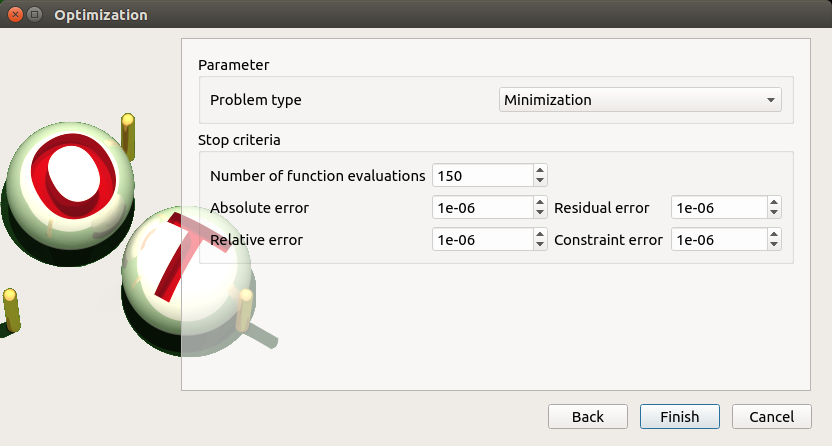 Optimization
Parameter
Problem type Minimization
Stop criteria
Number of function evaluations 150
Absolute error 1e-06 Residual error 1e-06
Relative error 1e-06 Constraint error 1e-06
O
T
Back Finish Cancel